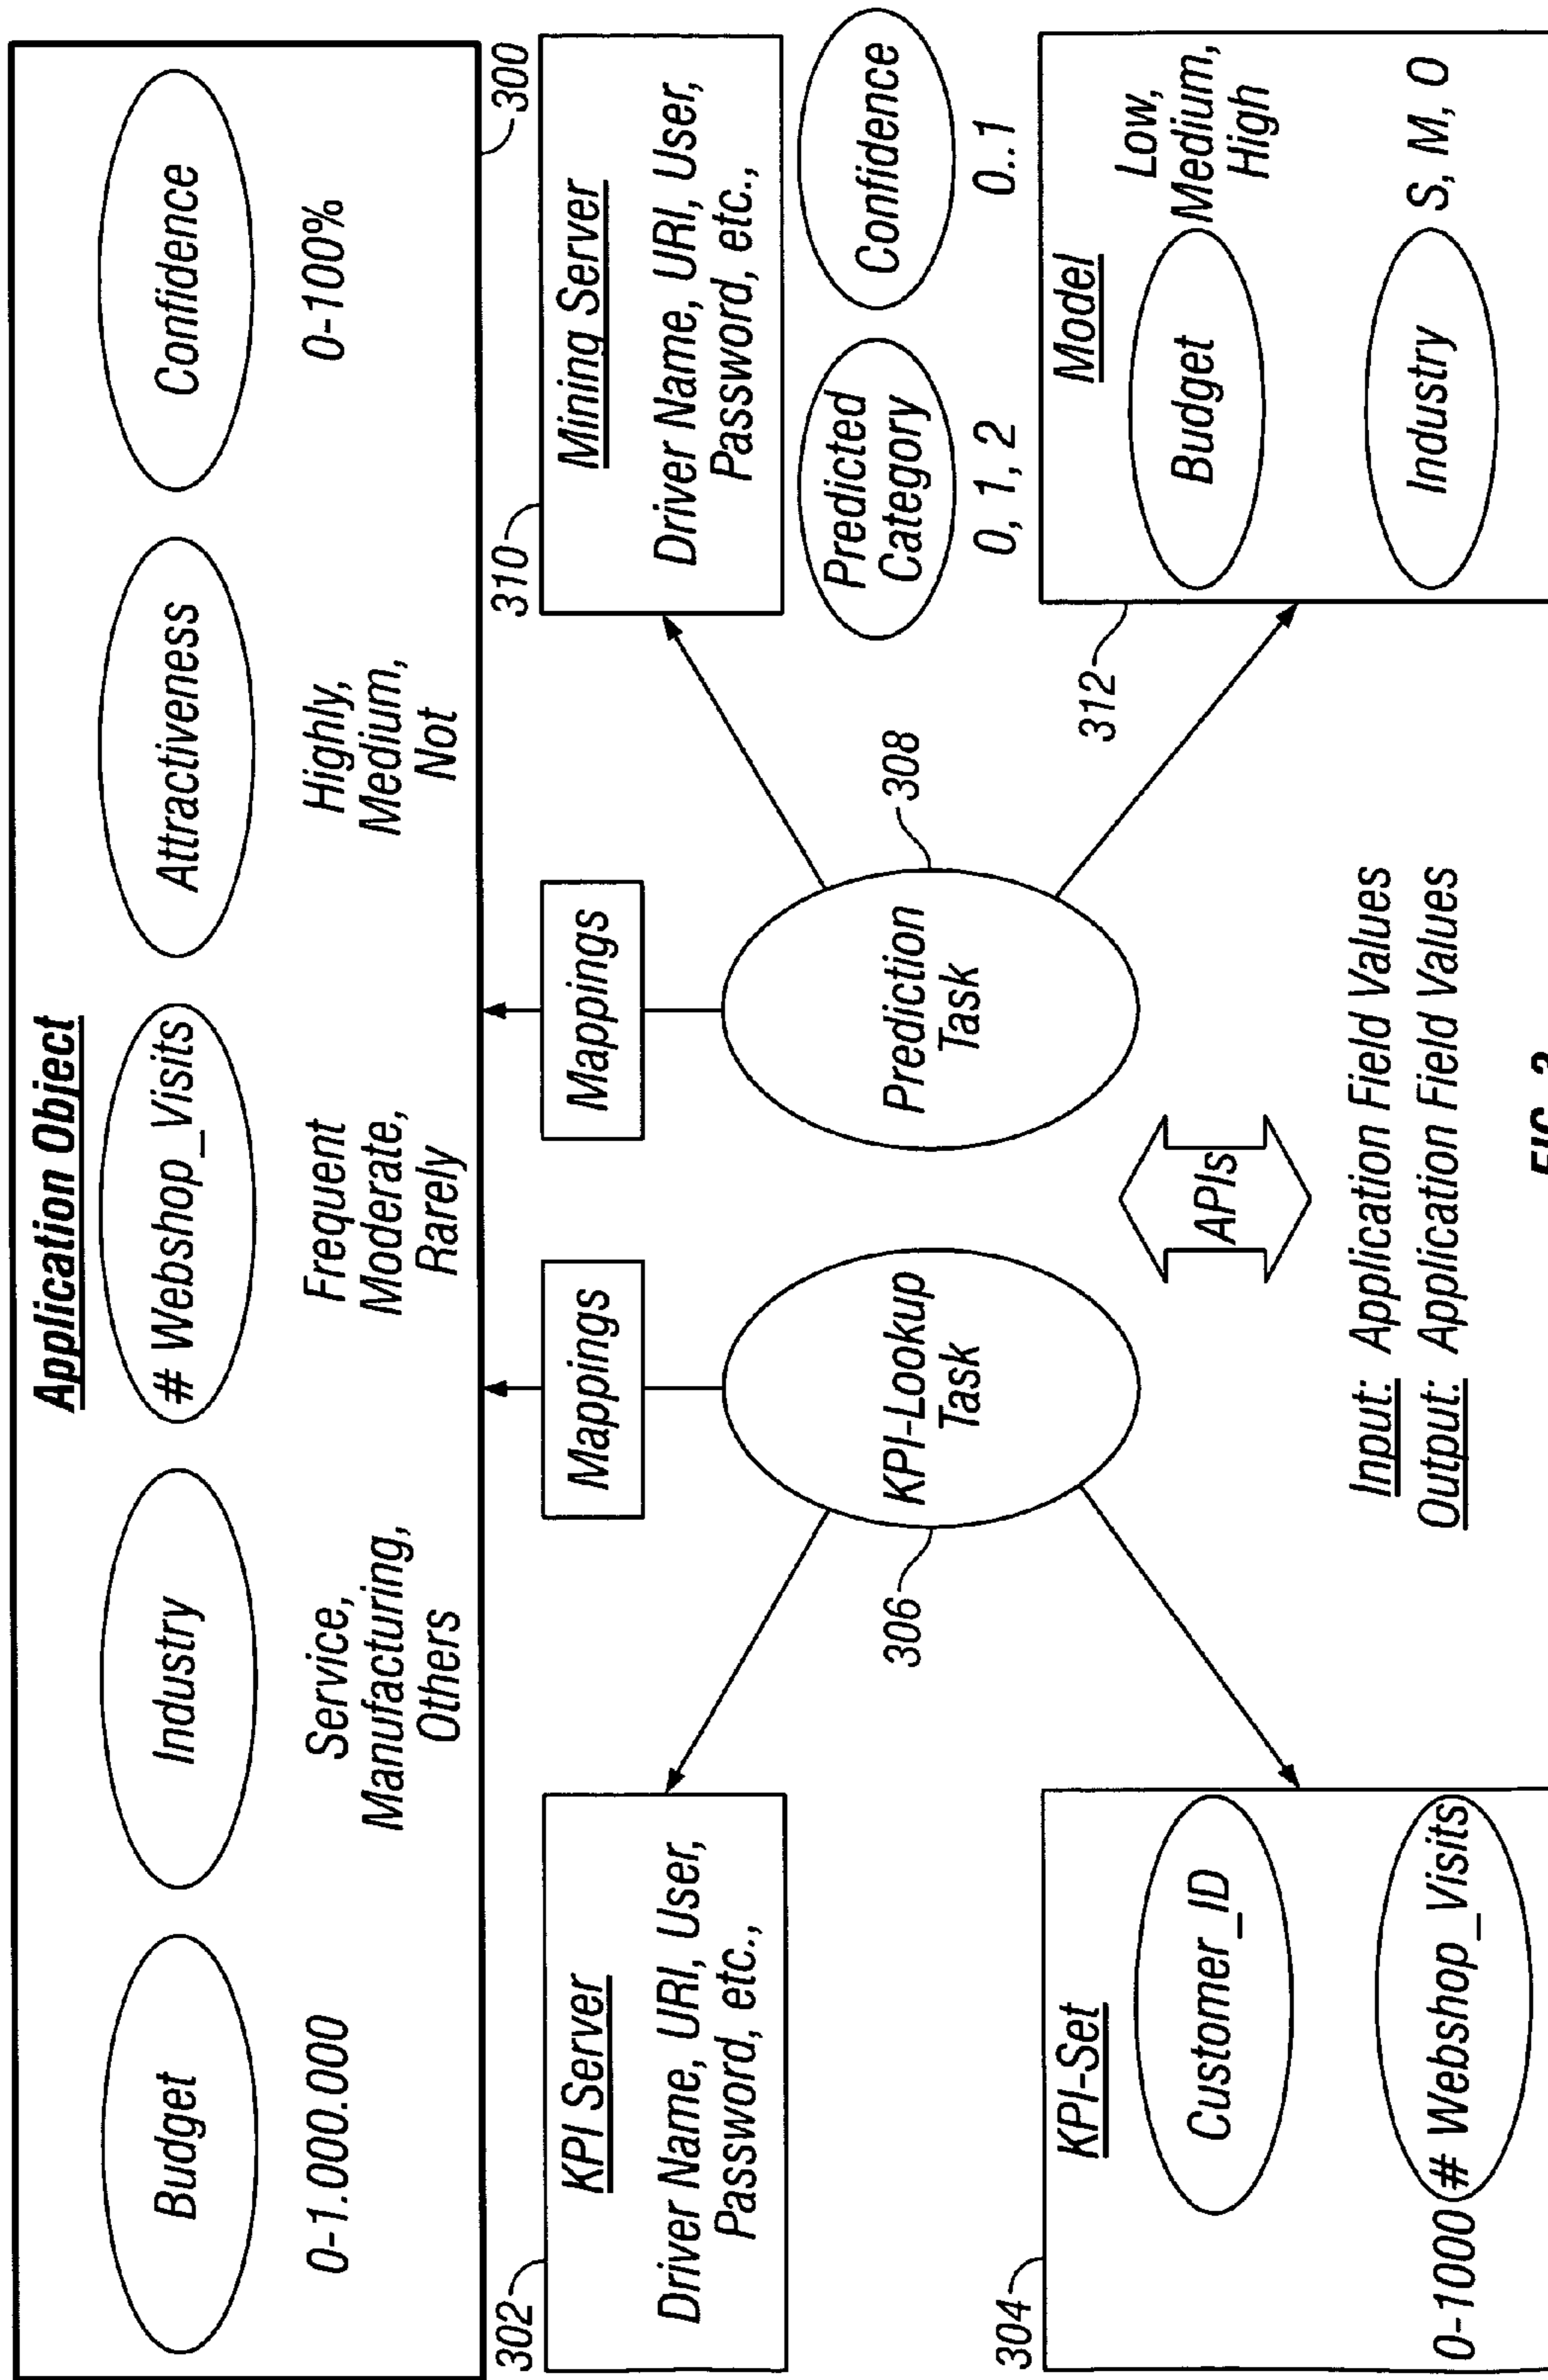 Application Object
Budget
0-1.000.000
Industry
Service,
Manufacturing,
Others
# Webshop_Visits
Frequent
Moderate,
Rarely
Attractiveness
Highly,
Medium,
Not
Confidence
0-100%
300
302
KPI Server
Driver Name, URI, User,
Password, etc.,
Mappings
Mappings
310
Mining Server
Driver Name, URI, User,
Password, etc.,
306
KPI-Lookup
Task
Prediction
Task
308
Predicted
Category
0, 1, 2
Confidence
0..1
304
KPI-Set
Customer_ID
0-1000
# Webshop_Visits
APIs
Input: Application Field Values
Output: Application Field Values
312
Model
Budget
Low,
Medium,
High
Industry
S, M, O
FIG.